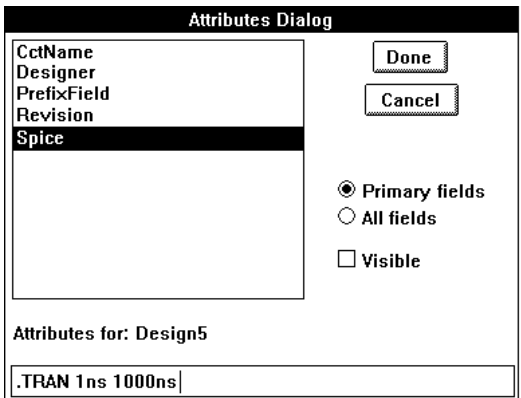 Attributes Dialog
CctName
Designer
PrefixField
Revision
Spice
Done
Cancel
Primary fields
All fields
Visible
Attributes for: Design5
.TRAN 1ns 1000ns